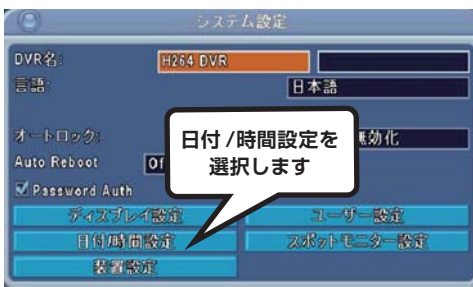 システム設定
DVR名: H264 DVR
言語: 日本語
オートロック: 無効化
Auto Reboot Of
日付/時間設定を
選択します
Password Auth
ディスプレイ設定 ユーザー設定
日付/時間設定 スポットモニター設定
装置設定